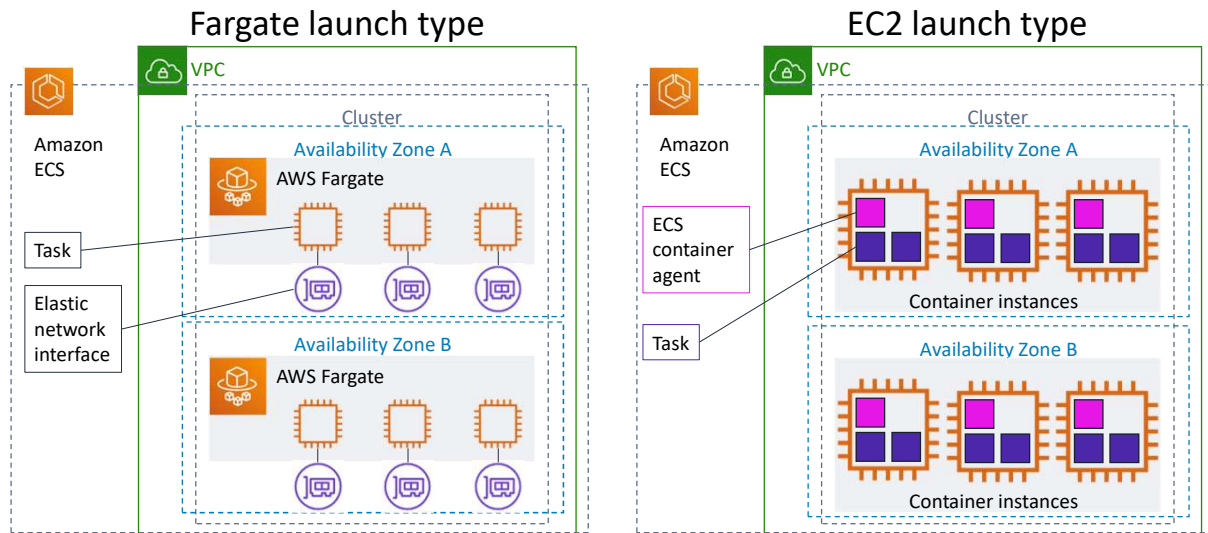 Fargate launch type
VPC
Amazon
ECS
Cluster
Availability Zone A
AWS Fargate
Task
Elastic
network
interface
Availability Zone B
AWS Fargate
EC2 launch type
VPC
Amazon
ECS
Cluster
Availability Zone A
ECS
container
agent
Container instances
Task
Availability Zone B
Container instances